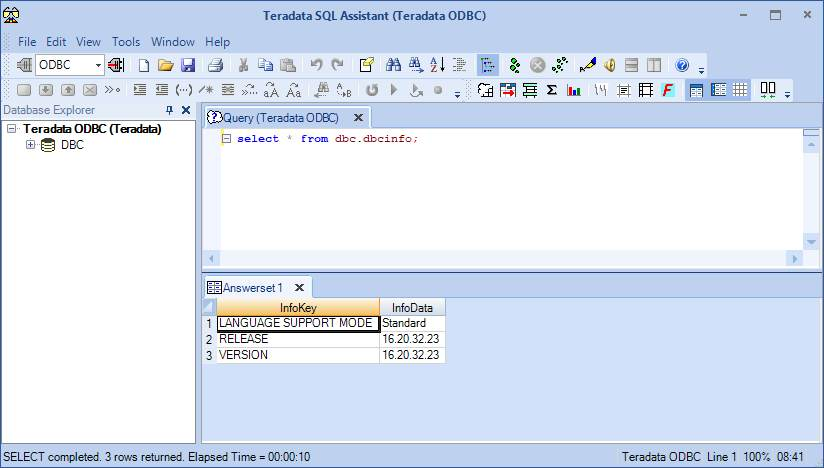 Teradata SQL Assistant (Teradata ODBC)
File Edit View Tools Window Help
ODBC
Database Explorer
Query (Teradata ODBC)
Teradata ODBC (Teradata)
DBC
select * from dbc.dbcinfo;
Answerset 1
InfoKey InfoData
1 LANGUAGE SUPPORT MODE Standard
2 RELEASE 16.20.32.23
3 VERSION 16.20.32.23
SELECT completed. 3 rows returned. Elapsed Time = 00:00:10 Teradata ODBC Line 1 100% 08:41